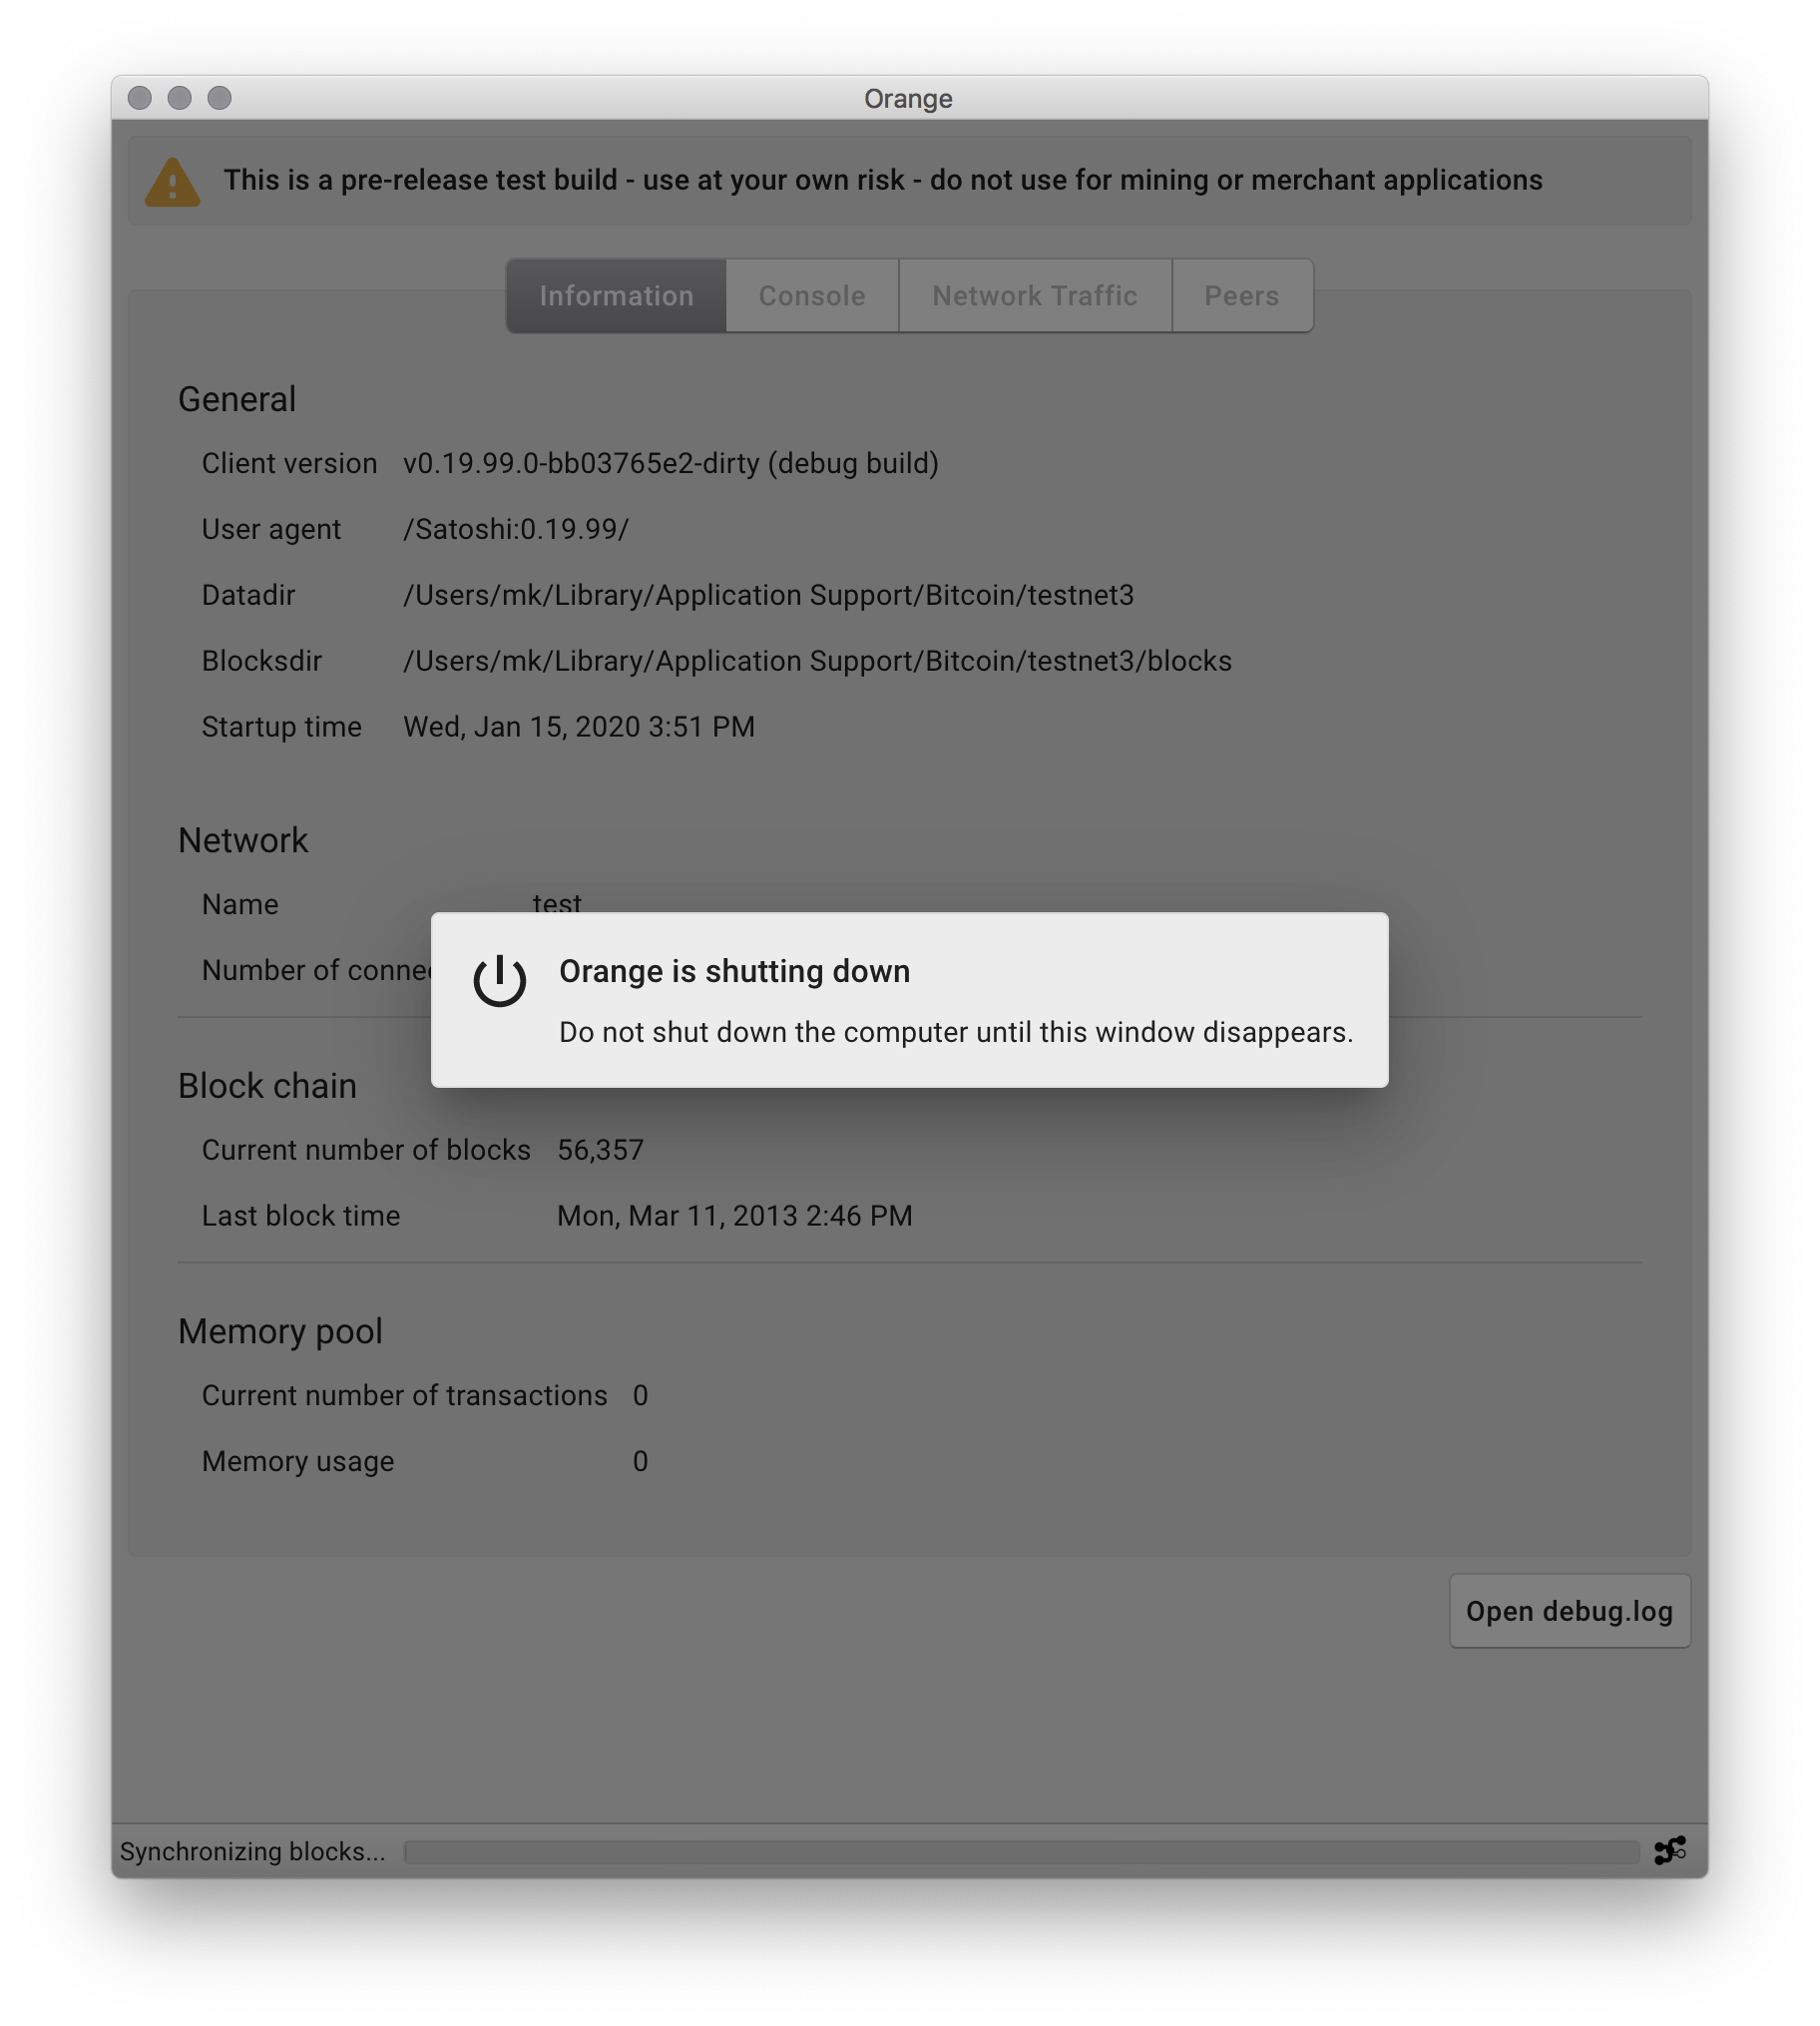 Orange
This is a pre-release test build - use at your own risk - do not use for mining or merchant applications
Information Console Network Traffic Peers
General
Client version v0.19.99.0-bb03765e2-dirty (debug build)
User agent /Satoshi:0.19.99/
Datadir /Users/mk/Library/Application Support/Bitcoin/testnet3
Blocksdir /Users/mk/Library/Application Support/Bitcoin/testnet3/blocks
Startup time Wed, Jan 15, 2020 3:51 PM
Network
Name test
Number of
Orange is shutting down
Do not shut down the computer until this window disappears.
Block chain
Current number of blocks 56,357
Last block time Mon, Mar 11, 2013 2:46 PM
Memory pool
Current number of transactions 0
Memory usage 0
Open debug.log
Synchronizing blocks...